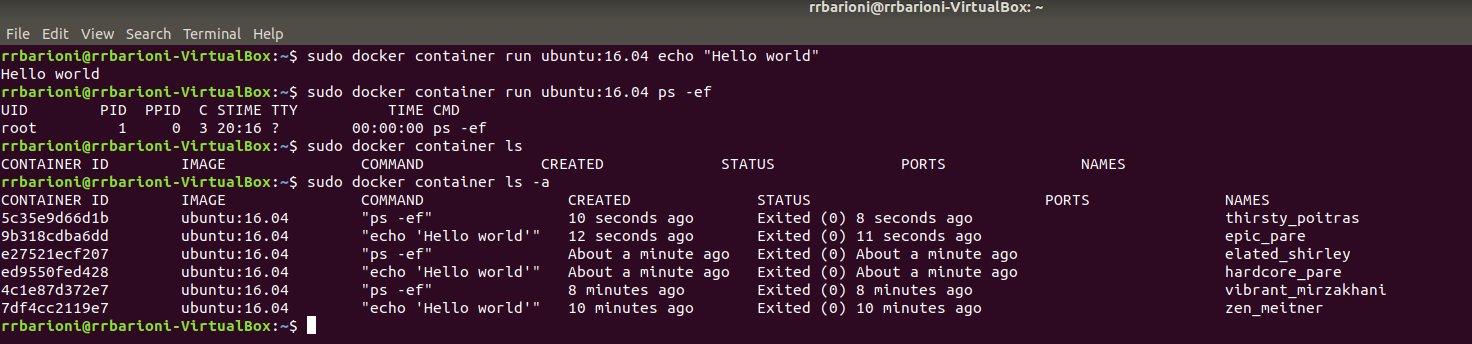 rrbarioni@rrbarioni-VirtualBox: ~
File Edit View Search Terminal Help
rrbarioni@rrbarioni-VirtualBox:~$ sudo docker container run ubuntu:16.04 echo "Hello world"
Hello world
rrbarioni@rrbarioni-VirtualBox:~$ sudo docker container run ubuntu:16.04 ps -ef
UID        PID  PPID  C STIME TTY          TIME CMD
root         1     0  3 20:16 ?        00:00:00 ps -ef
rrbarioni@rrbarioni-VirtualBox:~$ sudo docker container ls
CONTAINER ID        IMAGE               COMMAND             CREATED             STATUS              PORTS               NAMES
rrbarioni@rrbarioni-VirtualBox:~$ sudo docker container ls -a
CONTAINER ID        IMAGE               COMMAND                CREATED              STATUS                          PORTS               NAMES
5c35e9d66d1b        ubuntu:16.04        "ps -ef"               10 seconds ago       Exited (0) 8 seconds ago                            thirsty_poitras
9b318cdba6dd        ubuntu:16.04        "echo 'Hello world'"   12 seconds ago       Exited (0) 11 seconds ago                           epic_pare
e27521ecf207        ubuntu:16.04        "ps -ef"               About a minute ago   Exited (0) About a minute ago                       elated_shirley
ed9550fed428        ubuntu:16.04        "echo 'Hello world'"   About a minute ago   Exited (0) About a minute ago                       hardcore_pare
4c1e87d372e7        ubuntu:16.04        "ps -ef"               8 minutes ago        Exited (0) 8 minutes ago                            vibrant_mirzakhani
7df4cc2119e7        ubuntu:16.04        "echo 'Hello world'"   10 minutes ago       Exited (0) 10 minutes ago                           zen_meitner
rrbarioni@rrbarioni-VirtualBox:~$